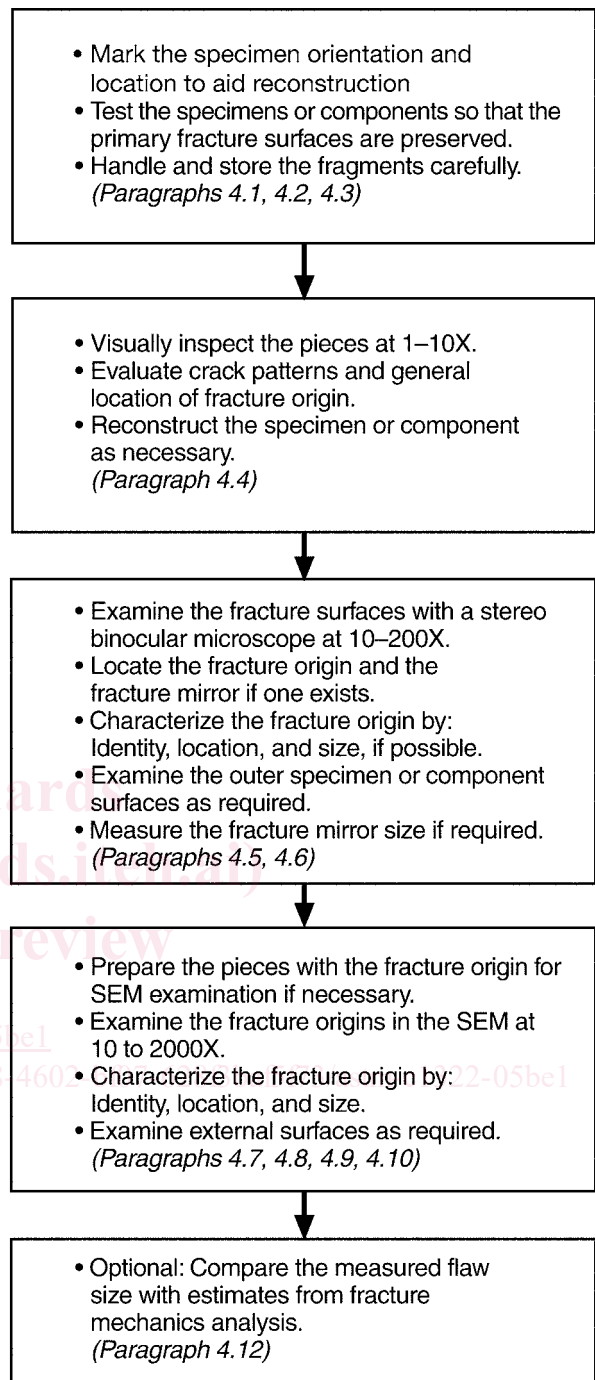 • Mark the specimen orientation and
location to aid reconstruction
• Test the specimens or components so that the
primary fracture surfaces are preserved.
• Handle and store the fragments carefully.
(Paragraphs 4.1, 4.2, 4.3)
• Visually inspect the pieces at 1–10X.
• Evaluate crack patterns and general
location of fracture origin.
• Reconstruct the specimen or component
as necessary.
(Paragraph 4.4)
• Examine the fracture surfaces with a stereo
binocular microscope at 10–200X.
• Locate the fracture origin and the
fracture mirror if one exists.
• Characterize the fracture origin by:
Identity, location, and size, if possible.
• Examine the outer specimen or component
surfaces as required.
• Measure the fracture mirror size if required.
(Paragraphs 4.5, 4.6)
ards
ds.iteh.ai)
review
• Prepare the pieces with the fracture origin for
SEM examination if necessary.
• Examine the fracture origins in the SEM at
10 to 2000X.
• Characterize the fracture origin by:
Identity, location, and size.
• Examine external surfaces as required.
(Paragraphs 4.7, 4.8, 4.9, 4.10)
5be1
22-05be1
• Optional: Compare the measured flaw
size with estimates from fracture
mechanics analysis.
(Paragraph 4.12)